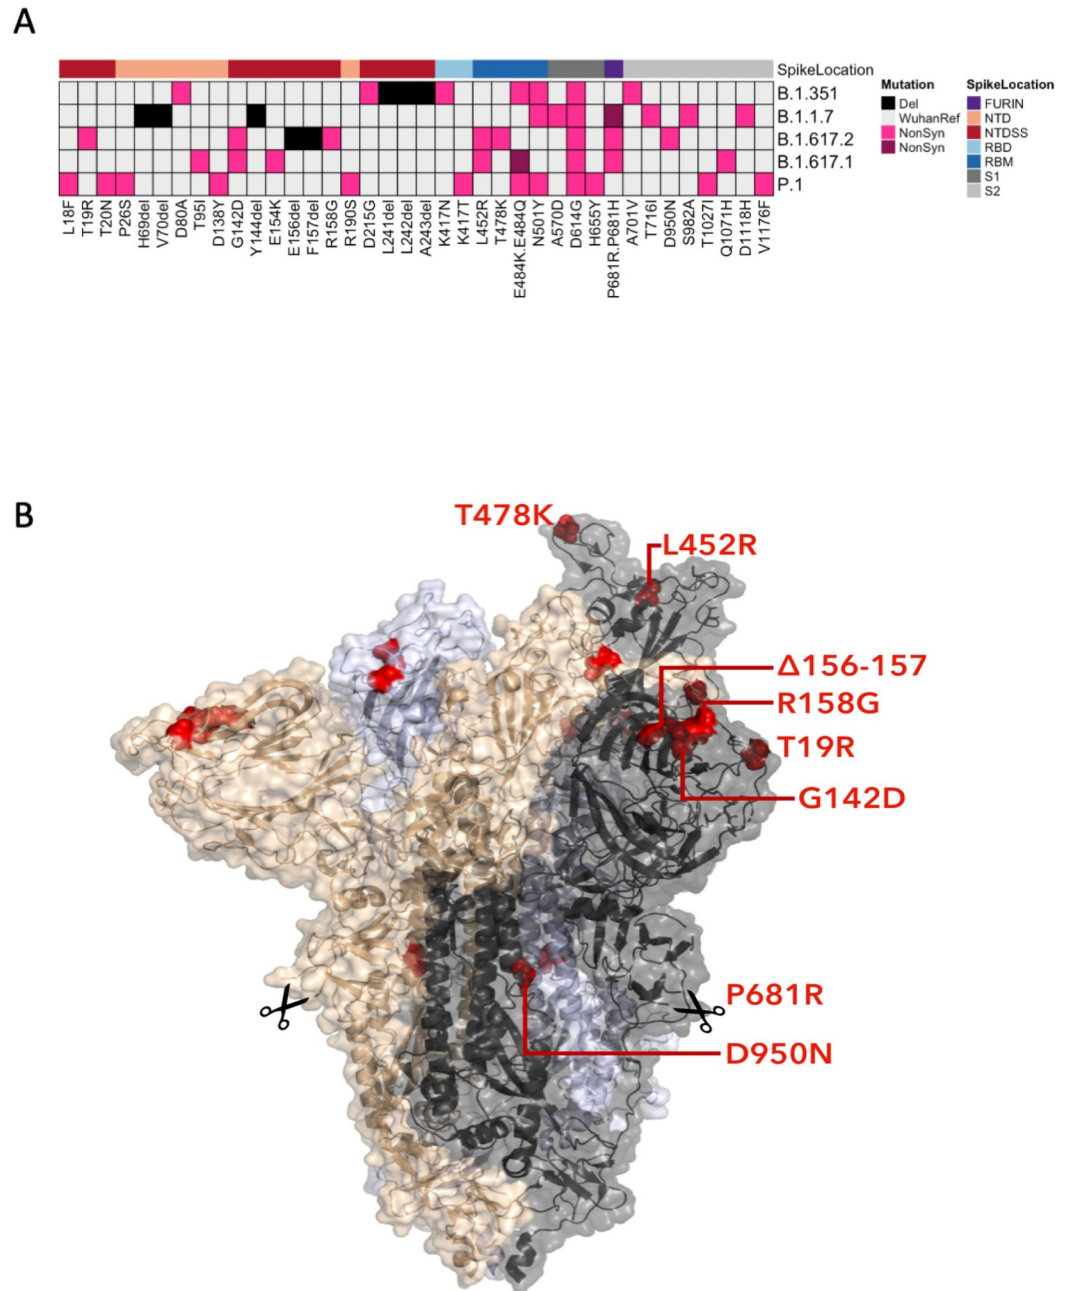 A
SpikeLocation
B.1.351
B.1.1.7
B.1.617.2
B.1.617.1
P.1
Mutation
Del
WuhanRef
NonSyn
NonSyn
SpikeLocation
FURIN
NTD
NTDSS
RBD
RBM
S1
S2
L18F
T19R
T20N
P26S
H69del
V70del
D80A
T95I
D138Y
G142D
Y144del
E154K
E156del
F157del
R158G
R190S
D215G
L241del
L242del
A243del
K417N
K417T
L452R
T478K
E484K.E484Q
N501Y
A570D
D614G
H655Y
P681R.P681H
A701V
T716I
D950N
S982A
T1027I
Q1071H
D1118H
V1176F
B
T478K
L452R
Δ156-157
R158G
T19R
G142D
P681R
D950N